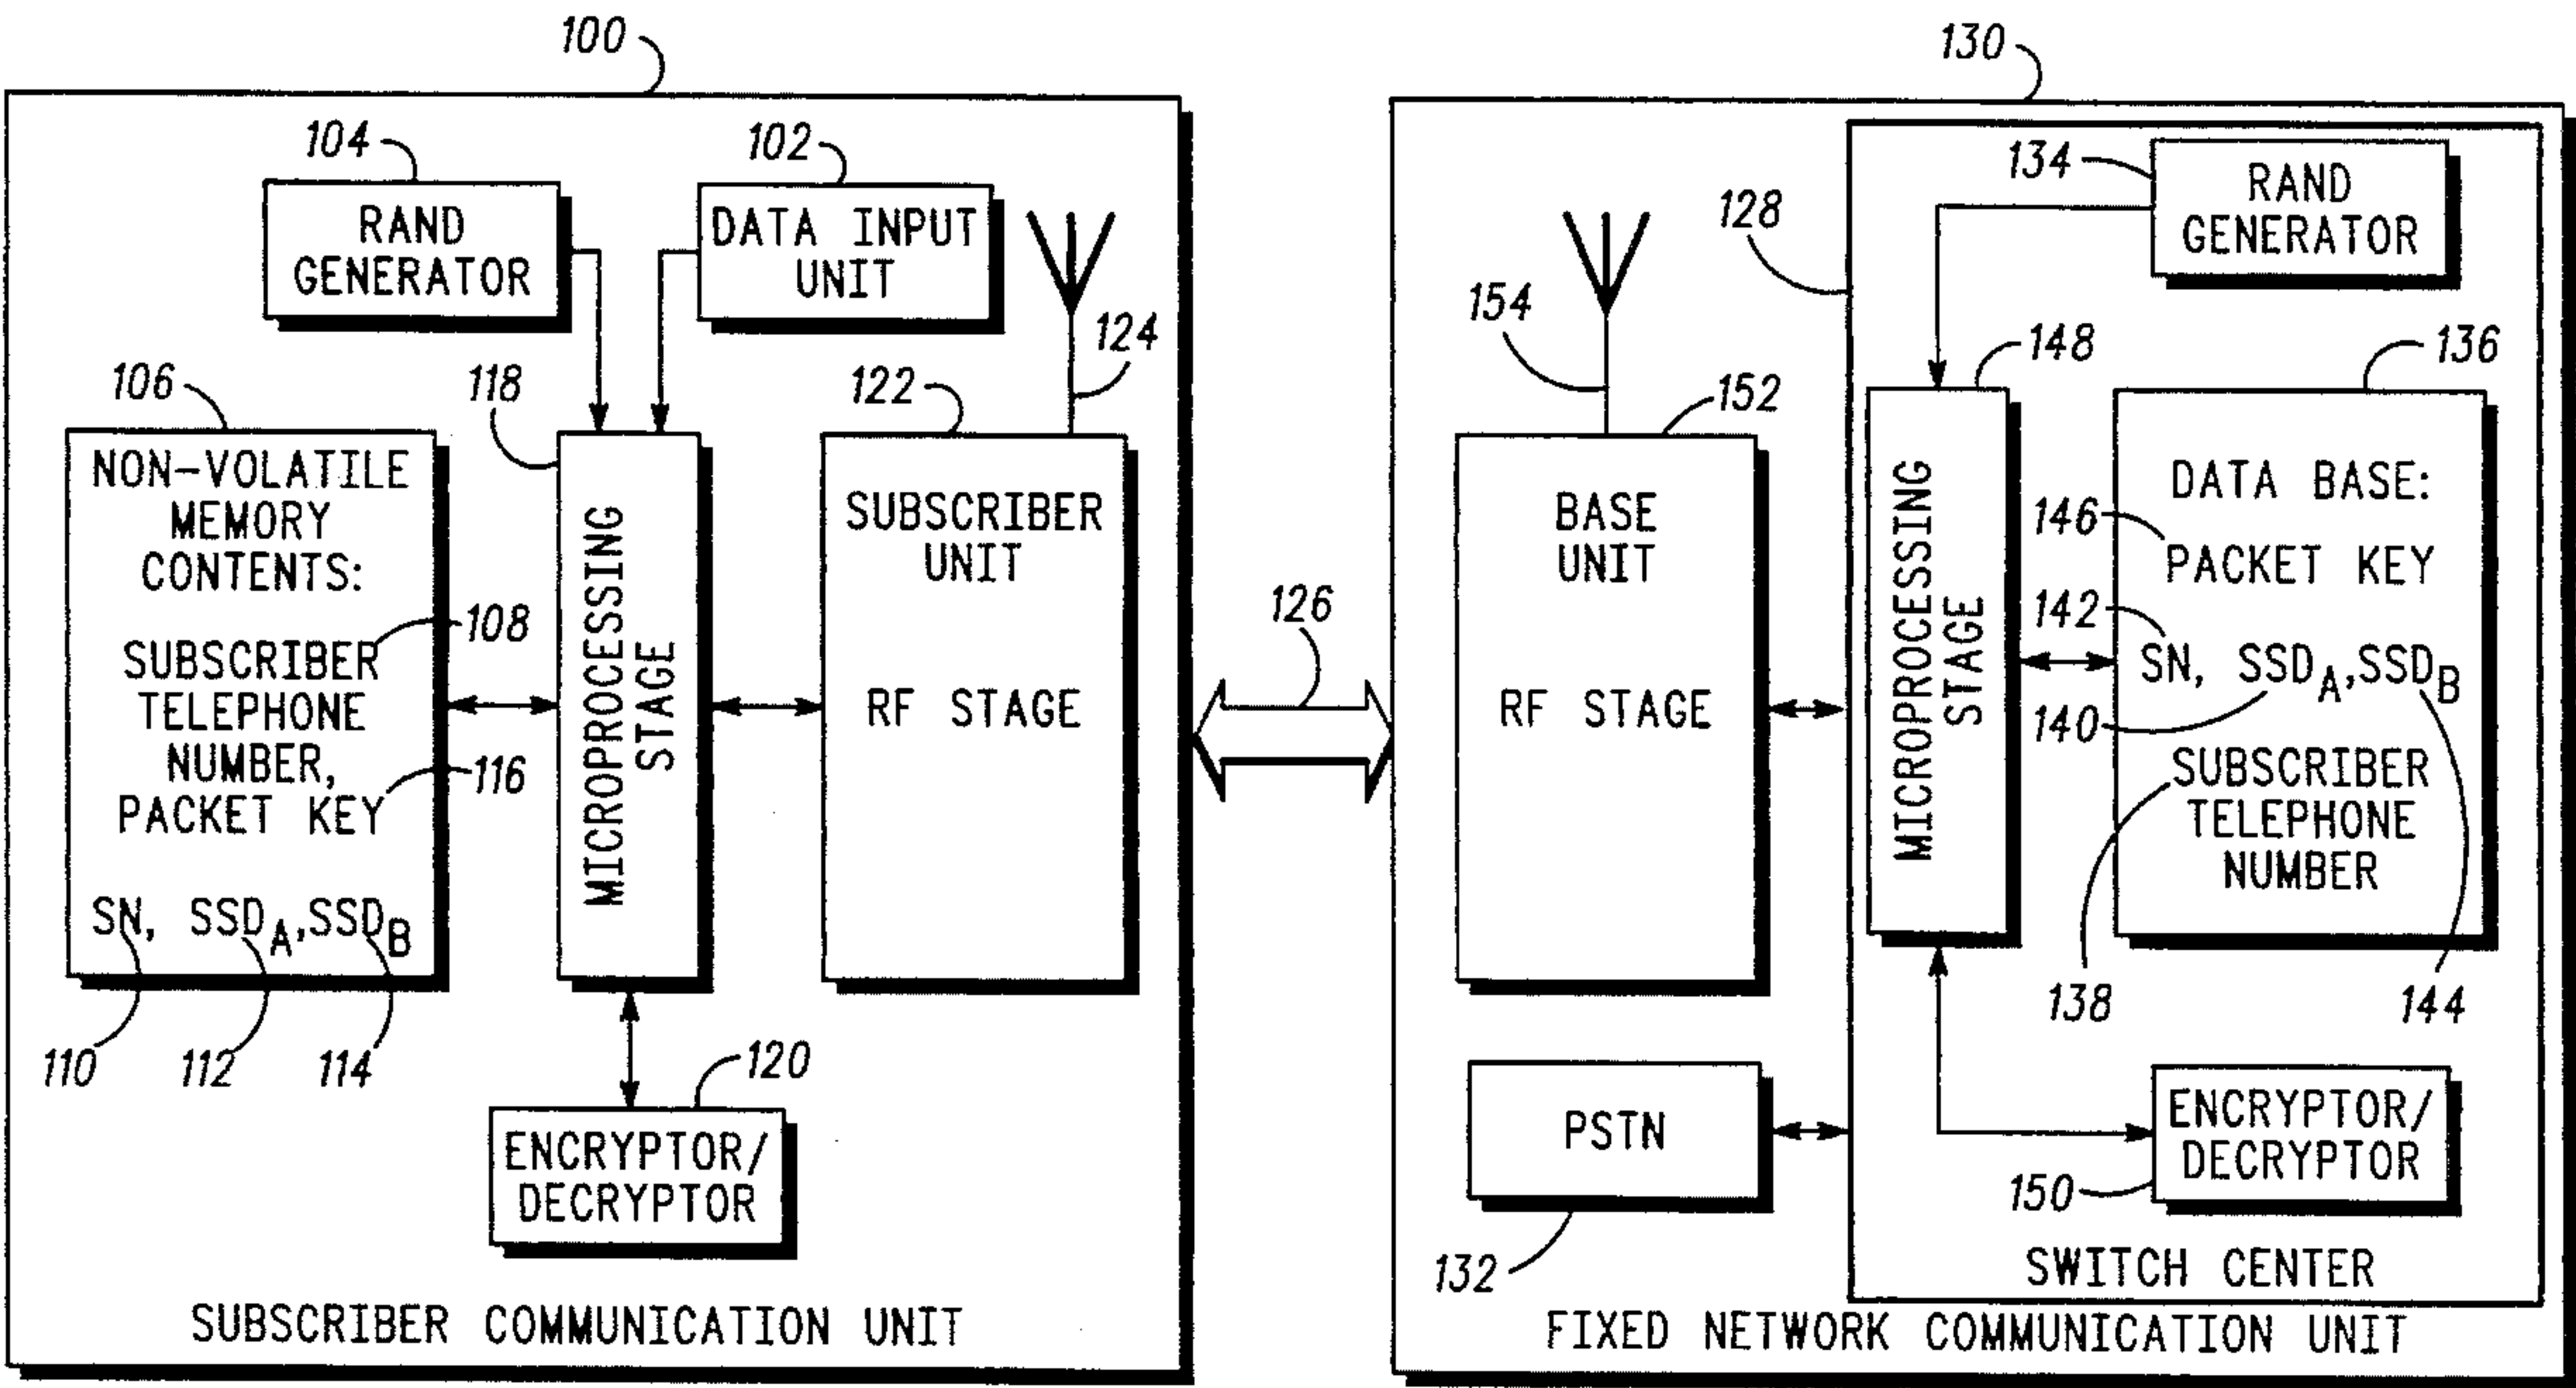 100
130
104
102
RAND
GENERATOR
DATA INPUT
UNIT
124
106
118
122
NON-VOLATILE
MEMORY
CONTENTS:
108
SUBSCRIBER
TELEPHONE
NUMBER,
116
PACKET KEY
SN, SSDA,SSDB
110
112
114
MICROPROCESSING
STAGE
SUBSCRIBER
UNIT
RF STAGE
120
ENCRYPTOR/
DECRYPTOR
SUBSCRIBER COMMUNICATION UNIT
126
128
134
RAND
GENERATOR
154
152
148
136
BASE
UNIT
RF STAGE
MICROPROCESSING
STAGE
DATA BASE:
146
PACKET KEY
142
SN, SSDA,SSDB
140
SUBSCRIBER
TELEPHONE
NUMBER
138
144
PSTN
132
ENCRYPTOR/
DECRYPTOR
150
SWITCH CENTER
FIXED NETWORK COMMUNICATION UNIT